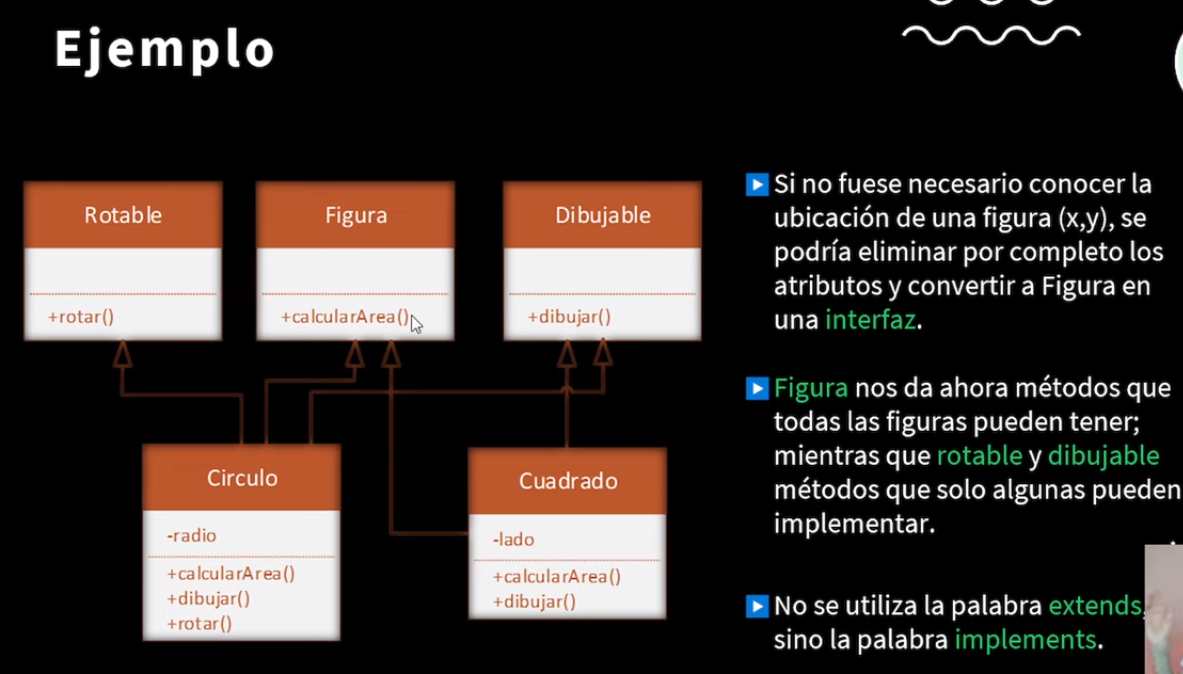 Ejemplo
Rotable
+rotar()
Figura
+calcularArea()
Dibujable
+dibujar()
Circulo
-radio
+calcularArea()
+dibujar()
+rotar()
Cuadrado
-lado
+calcularArea()
+dibujar()
Si no fuese necesario conocer la
ubicación de una figura (x,y), se
podría eliminar por completo los
atributos y convertir a Figura en
una interfaz.
Figura nos da ahora métodos que
todas las figuras pueden tener;
mientras que rotable y dibujable
métodos que solo algunas pueden
implementar.
No se utiliza la palabra extends,
sino la palabra implements.